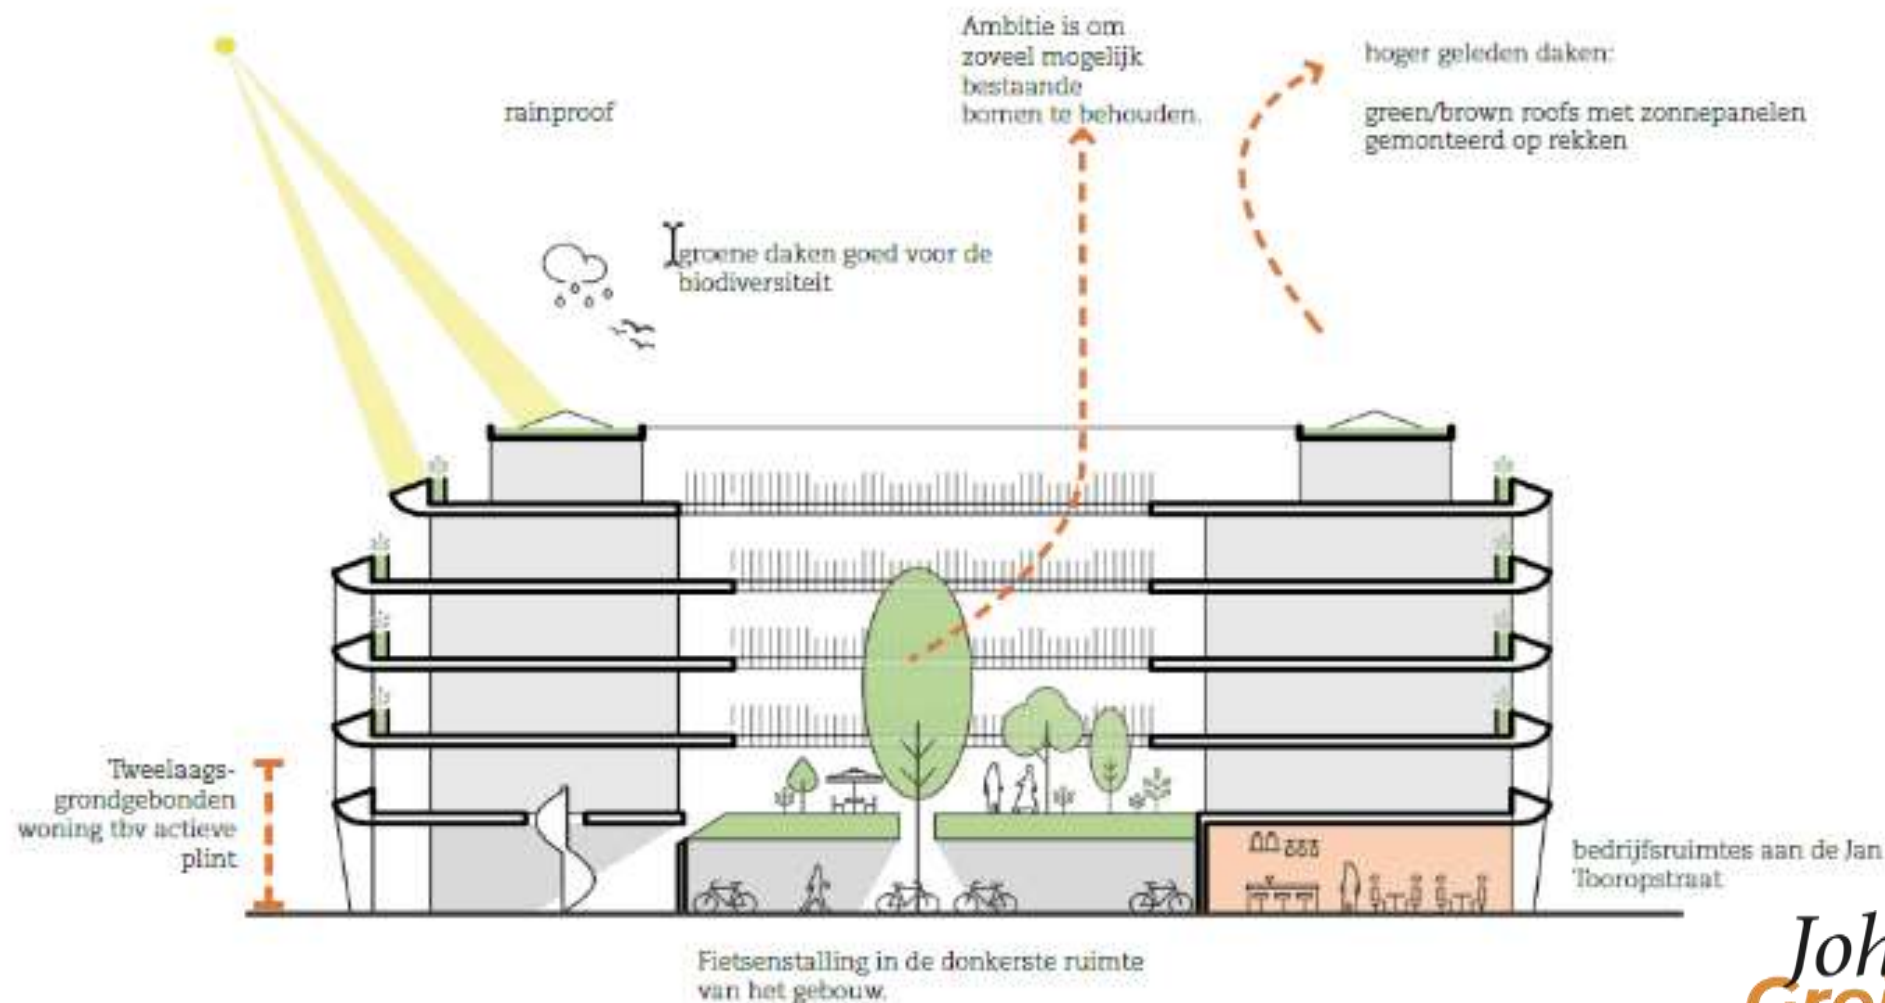 Ambitie is om
zoveel mogelijk
bestaande
bomen te behouden.
hoger geleden daken:
green/brown roofs met zonnepanelen
gemonteerd op rekken
rainproof
groene daken goed voor de
biodiversiteit
Tweelaags-
grondgebonden
woning tbv actieve
plint
bedrijfsruimtes aan de Jan
Tooropstraat
Fietsenstalling in de donkerste ruimte
van het gebouw.
Joh